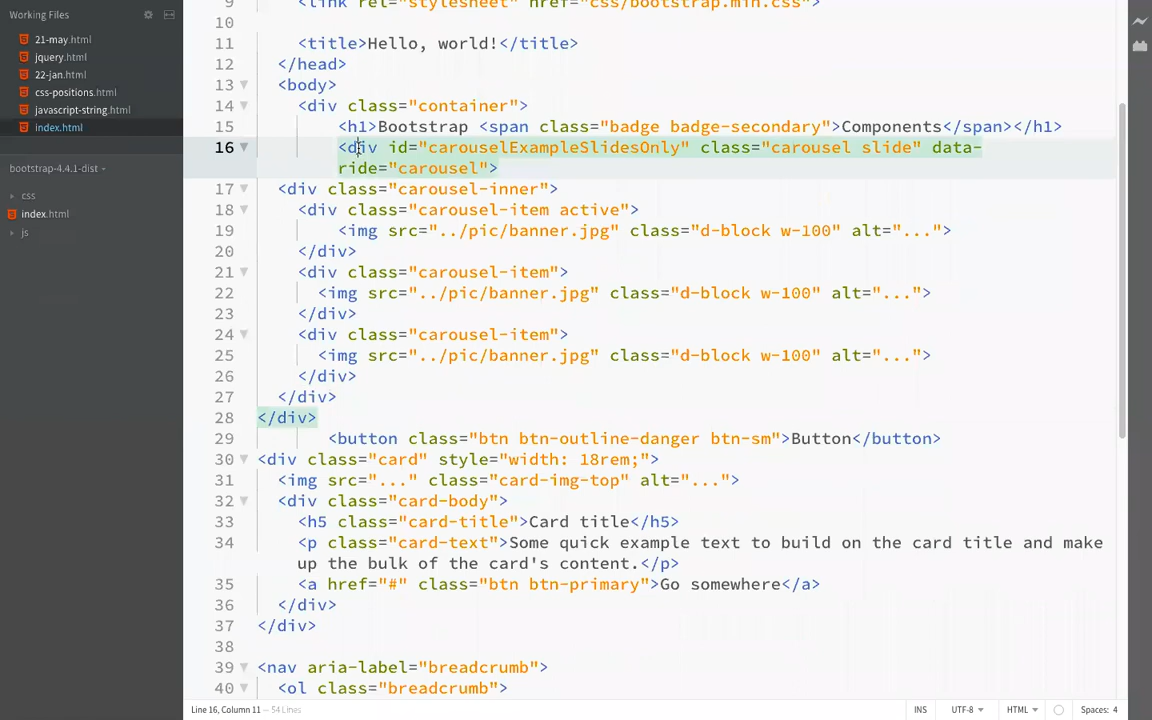 Working Files
21-may.html
jquery.html
22-jan.html
css-positions.html
javascript-string.html
index.html
bootstrap-4.4.1-dist
css
index.html
js
9 <link rel="stylesheet" href="css/bootstrap.min.css">
10
11 <title>Hello, world!</title>
12 </head>
13 <body>
14 <div class="container">
15 <h1>Bootstrap <span class="badge badge-secondary">Components</span></h1>
16 <div id="carouselExampleSlidesOnly" class="carousel slide" data-
ride="carousel">
17 <div class="carousel-inner">
18 <div class="carousel-item active">
19 <img src="../pic/banner.jpg" class="d-block w-100" alt="...">
20 </div>
21 <div class="carousel-item">
22 <img src="../pic/banner.jpg" class="d-block w-100" alt="...">
23 </div>
24 <div class="carousel-item">
25 <img src="../pic/banner.jpg" class="d-block w-100" alt="...">
26 </div>
27 </div>
28 </div>
29 <button class="btn btn-outline-danger btn-sm">Button</button>
30 <div class="card" style="width: 18rem;">
31 <img src="..." class="card-img-top" alt="...">
32 <div class="card-body">
33 <h5 class="card-title">Card title</h5>
34 <p class="card-text">Some quick example text to build on the card title and make
up the bulk of the card's content.</p>
35 <a href="#" class="btn btn-primary">Go somewhere</a>
36 </div>
37 </div>
38
39 <nav aria-label="breadcrumb">
40 <ol class="breadcrumb">
Line 16, Column 11 — 54 Lines
INS UTF-8 HTML Spaces: 4